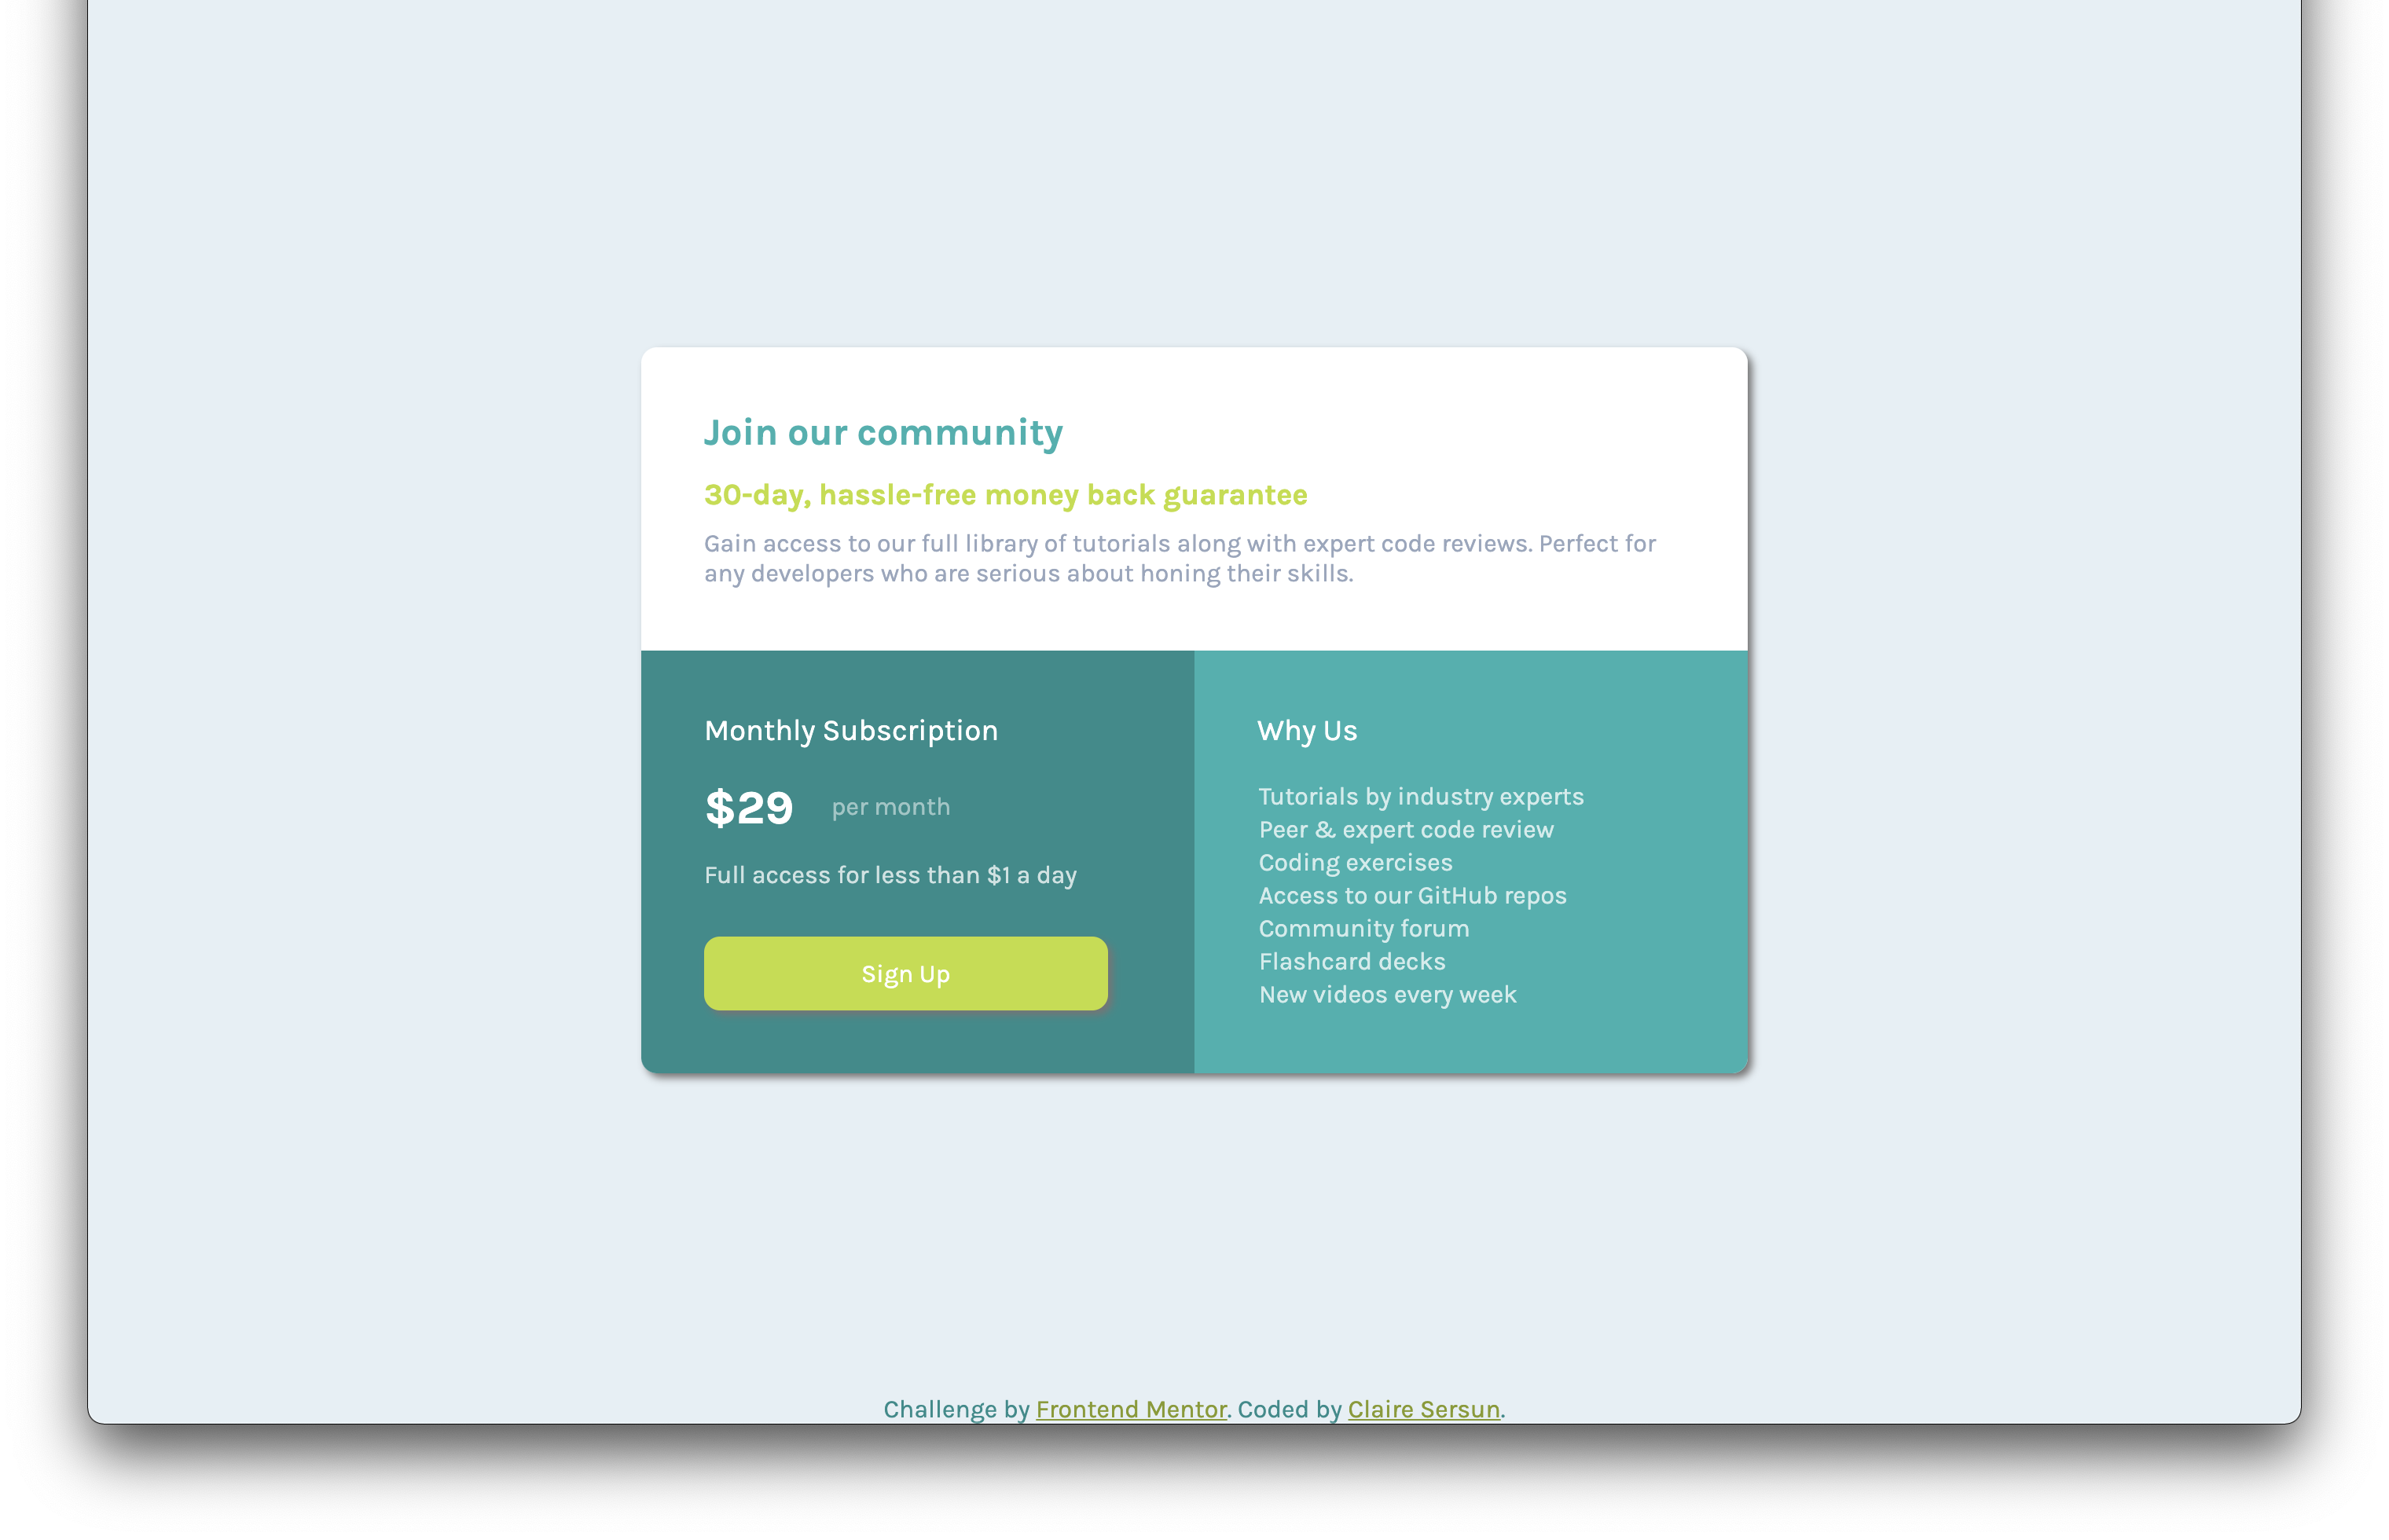 Join our community
30-day, hassle-free money back guarantee
Gain access to our full library of tutorials along with expert code reviews. Perfect for
any developers who are serious about honing their skills.
Monthly Subscription
$29 per month
Full access for less than $1 a day
Sign Up
Why Us
Tutorials by industry experts
Peer & expert code review
Coding exercises
Access to our GitHub repos
Community forum
Flashcard decks
New videos every week
Challenge by Frontend Mentor. Coded by Claire Sersun.